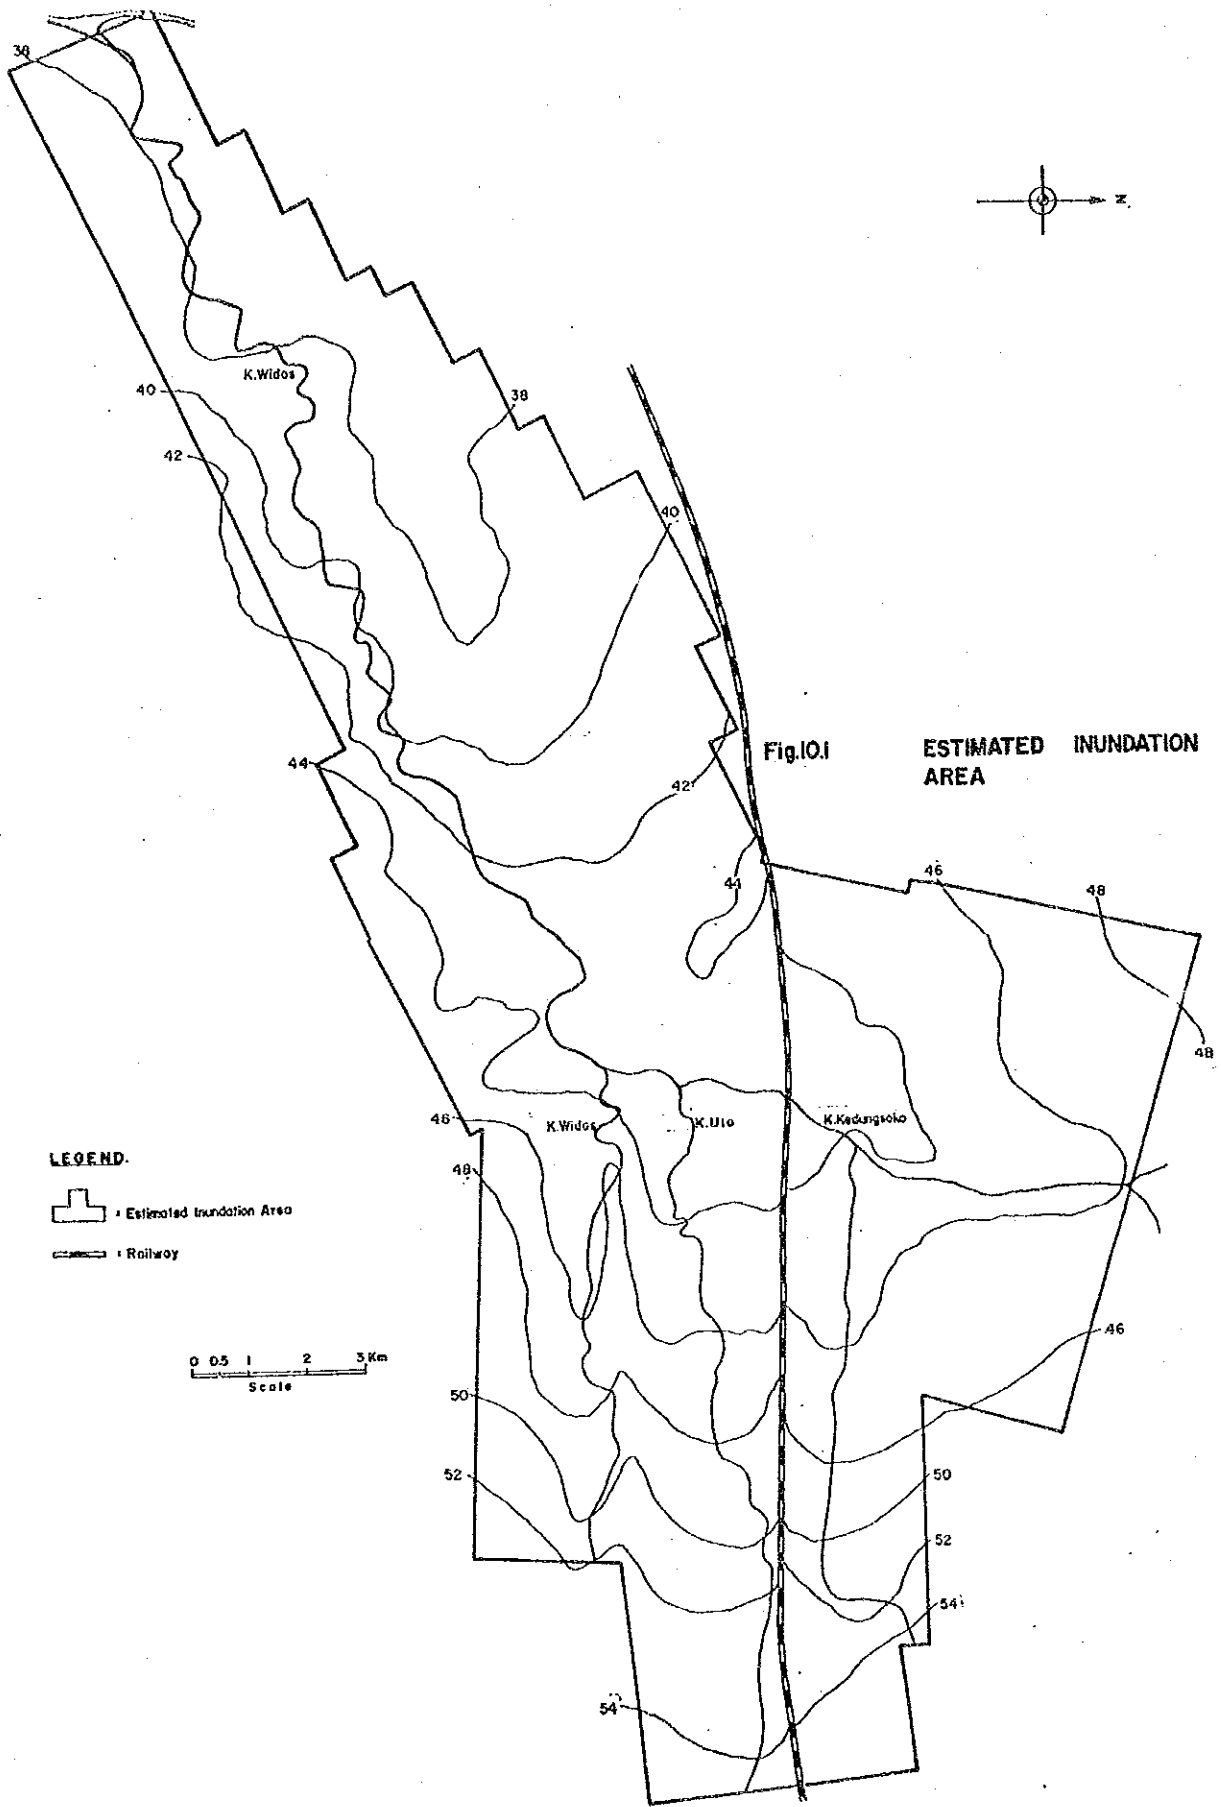 38
N
K.Widas
38
40
42
40
Fig.10.1
ESTIMATED INUNDATION
AREA
44
42
44
46
48
48
46
K.Widas
K.Ulo
K.Kedungsoko
48
LEGEND.
: Estimated Inundation Area
: Railway
46
0 0.5 1 2 3 Km
Scale
50
52
50
52
54
54